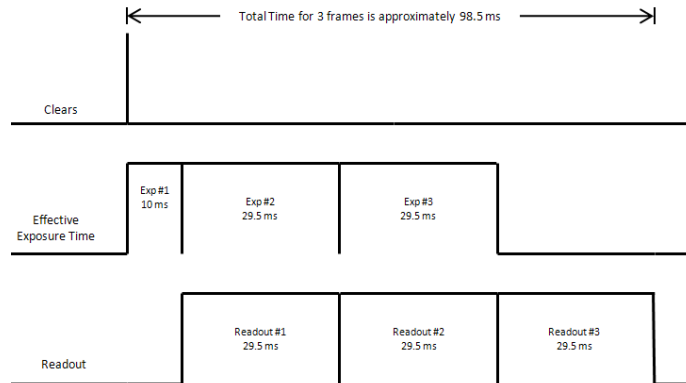 Total Time for 3 frames is approximately 98.5 ms
Clears
Exp #1
10 ms
Exp #2
29.5 ms
Exp #3
29.5 ms
Effective
Exposure Time
Readout #1
29.5 ms
Readout #2
29.5 ms
Readout #3
29.5 ms
Readout